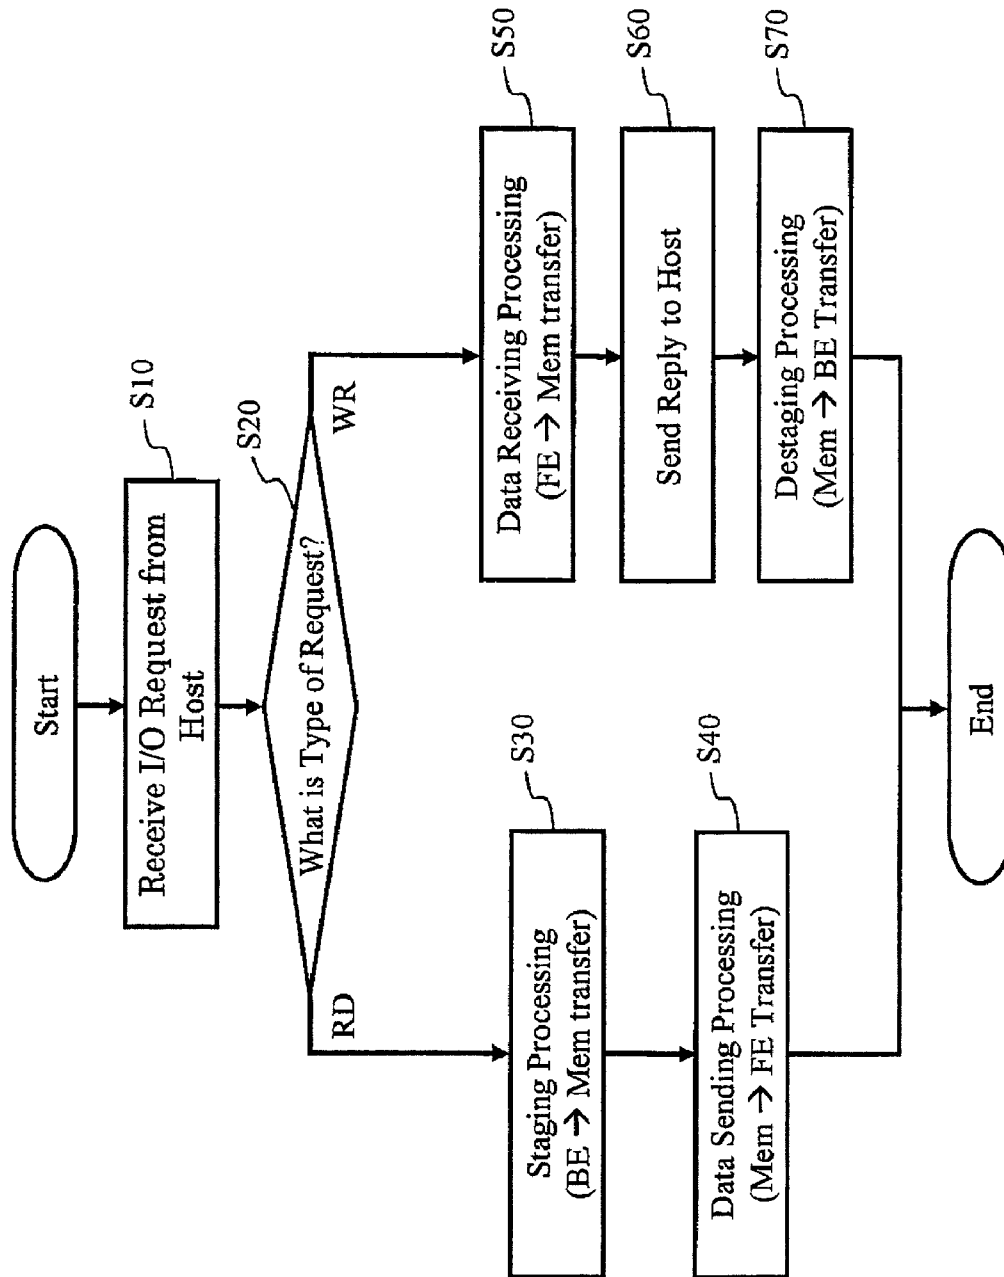 Start
Receive I/O Request from
Host
S10
What is Type of Request?
S20
RD
WR
Staging Processing
(BE → Mem transfer)
S30
Data Sending Processing
(Mem → FE Transfer)
S40
Data Receiving Processing
(FE → Mem transfer)
S50
Send Reply to Host
S60
Destaging Processing
(Mem → BE Transfer)
S70
End